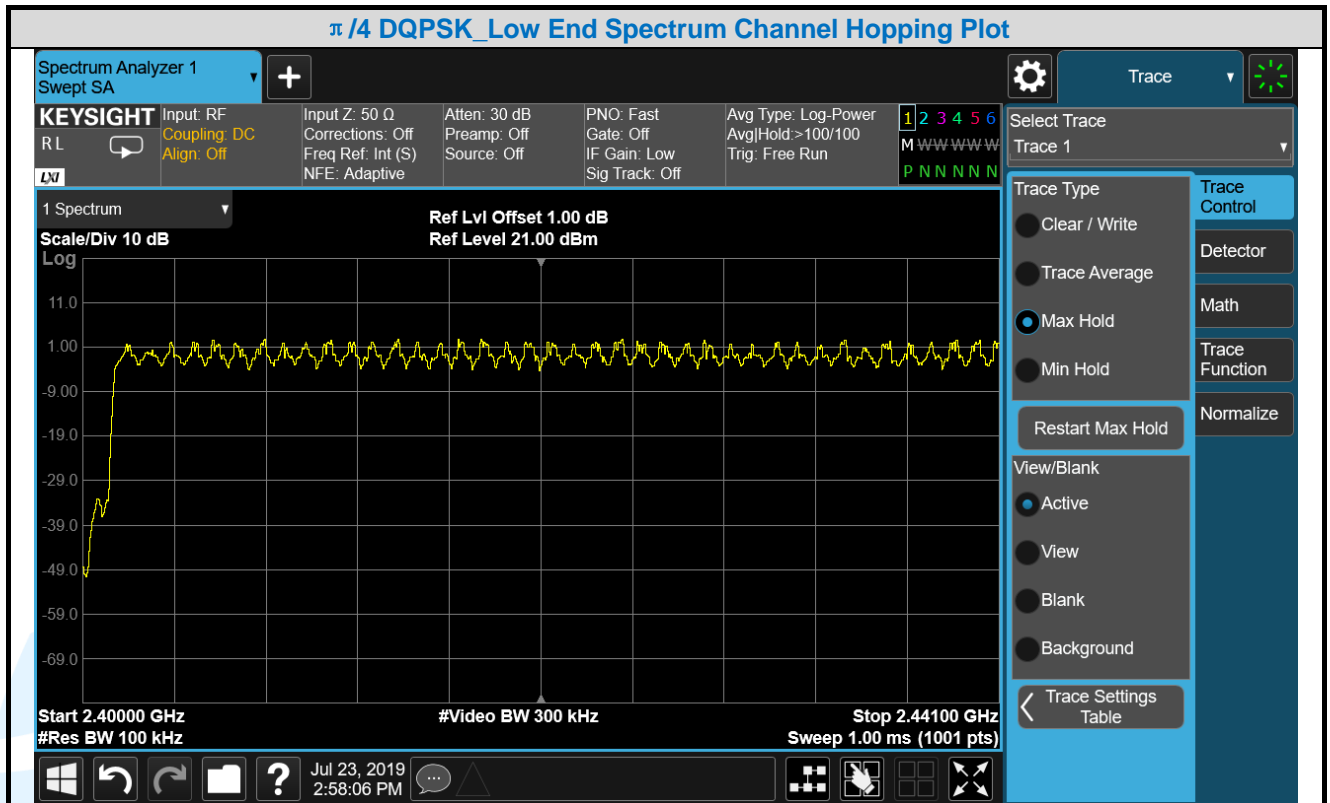 π/4 DQPSK_Low End Spectrum Channel Hopping Plot
Spectrum Analyzer 1
Swept SA
+
Trace
KEYSIGHT
R L
LXI
Input: RF
Coupling: DC
Align: Off
Input Z: 50 Ω
Corrections: Off
Freq Ref: Int (S)
NFE: Adaptive
Atten: 30 dB
Preamp: Off
Source: Off
PNO: Fast
Gate: Off
IF Gain: Low
Sig Track: Off
Avg Type: Log-Power
Avg|Hold:>100/100
Trig: Free Run
1 2 3 4 5 6
M W W W W W
P N N N N N
Select Trace
Trace 1
1 Spectrum
Scale/Div 10 dB
Log
Ref Lvl Offset 1.00 dB
Ref Level 21.00 dBm
11.0
1.00
-9.00
-19.0
-29.0
-39.0
-49.0
-59.0
-69.0
Start 2.40000 GHz
#Res BW 100 kHz
#Video BW 300 kHz
Stop 2.44100 GHz
Sweep 1.00 ms (1001 pts)
Trace Type
Clear / Write
Trace Average
Max Hold
Min Hold
Restart Max Hold
View/Blank
Active
View
Blank
Background
Trace Settings
Table
Trace
Control
Detector
Math
Trace
Function
Normalize
?
Jul 23, 2019
2:58:06 PM